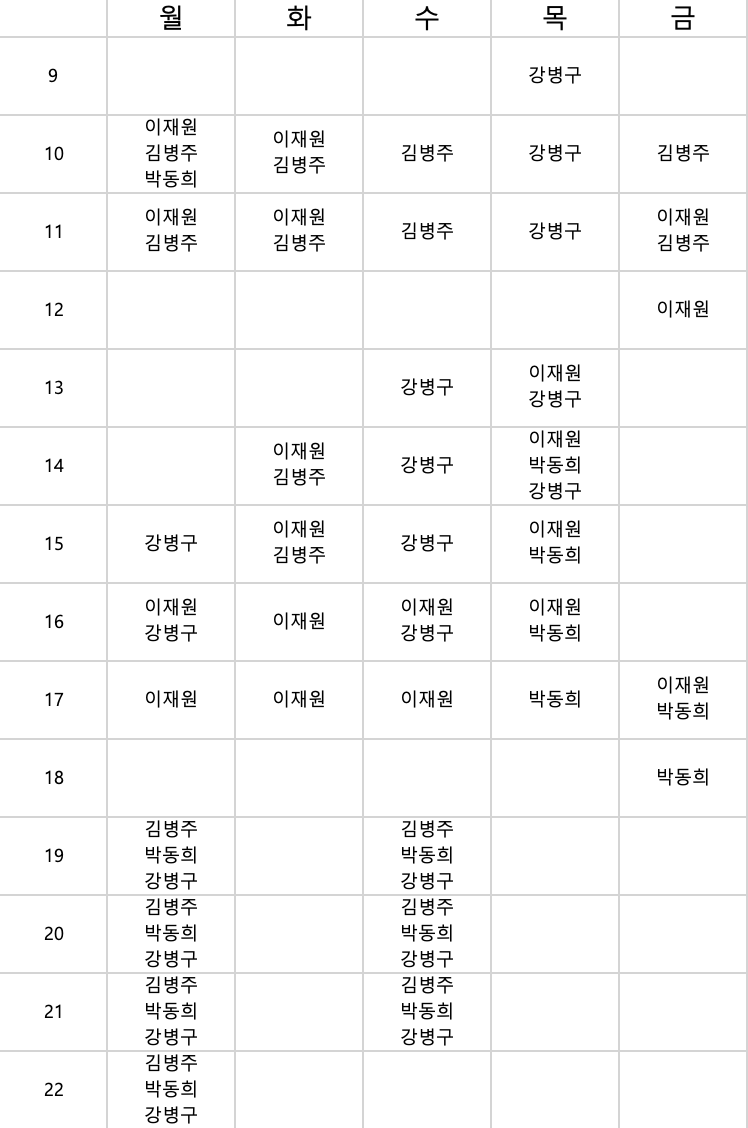 월 화 수 목 금
9 강병구
10 이재원 김병주 박동희 이재원 김병주 김병주 강병구 김병주
11 이재원 김병주 이재원 김병주 김병주 강병구 이재원 김병주
12 이재원
13 강병구 이재원 강병구
14 이재원 김병주 강병구 이재원 박동희 강병구
15 강병구 이재원 김병주 강병구 이재원 박동희
16 이재원 강병구 이재원 이재원 강병구 이재원 박동희
17 이재원 이재원 이재원 박동희 이재원 박동희
18 박동희
19 김병주 박동희 강병구 김병주 박동희 강병구
20 김병주 박동희 강병구 김병주 박동희 강병구
21 김병주 박동희 강병구 김병주 박동희 강병구
22 김병주 박동희 강병구